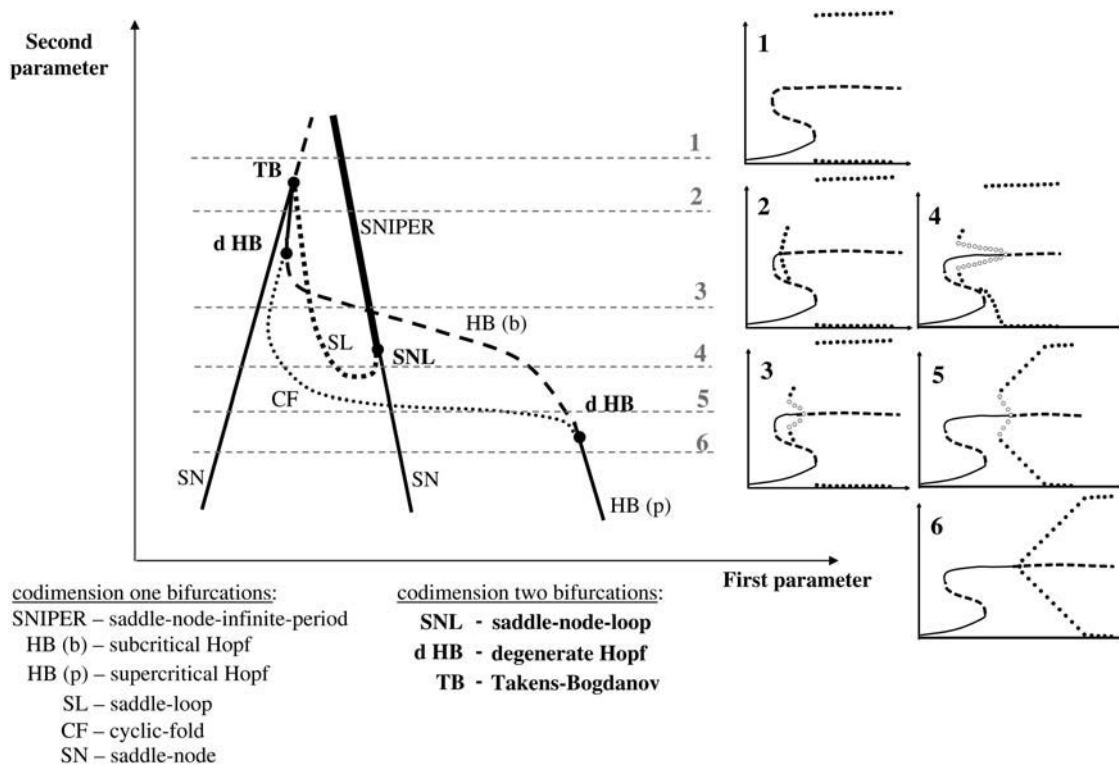 Second
parameter
1
TB
2
SNIPER
d HB
3
HB (b)
SL
SNL
4
CF
d HB
5
6
SN
SN
HB (p)
First parameter
1
2
4
3
5
6
codimension one bifurcations:
SNIPER – saddle-node-infinite-period
HB (b) – subcritical Hopf
HB (p) – supercritical Hopf
SL – saddle-loop
CF – cyclic-fold
SN – saddle-node
codimension two bifurcations:
SNL - saddle-node-loop
d HB - degenerate Hopf
TB - Takens-Bogdanov